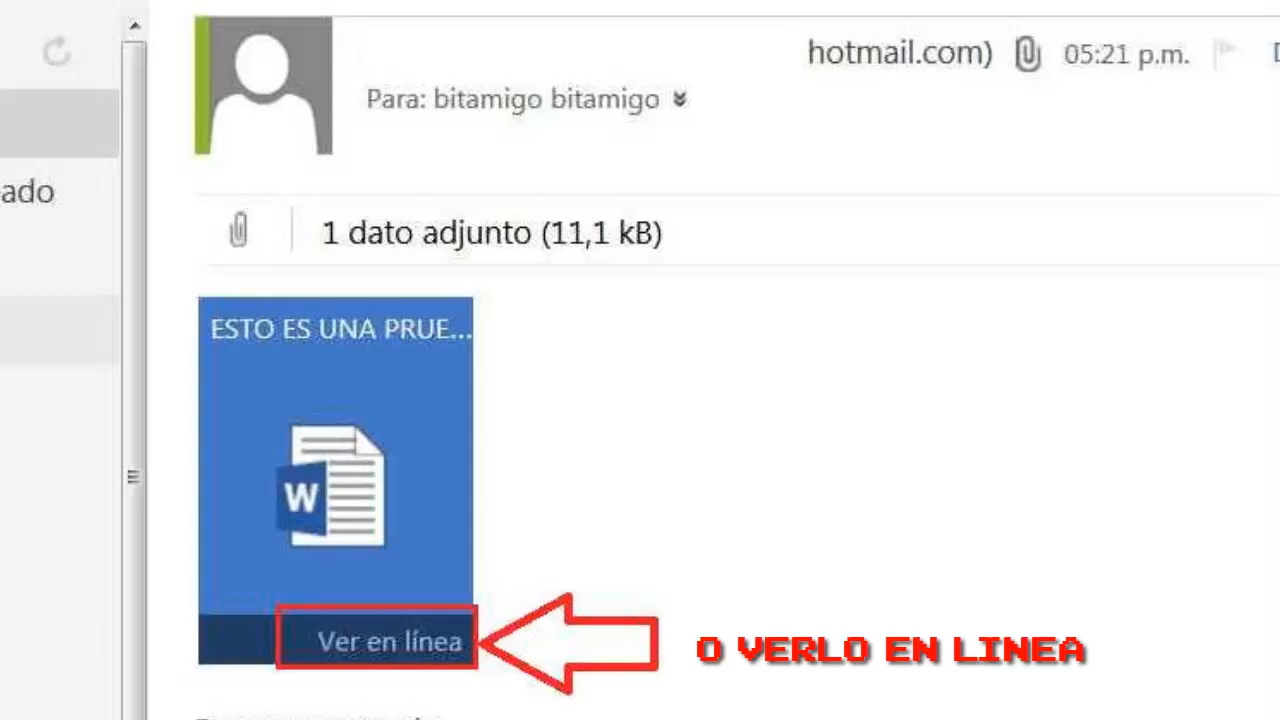 hotmail.com) 05:21 p.m.
Para: bitamigo bitamigo
ado
1 dato adjunto (11,1 kB)
ESTO ES UNA PRUE...
W
Ver en línea
O VERLO EN LINEA